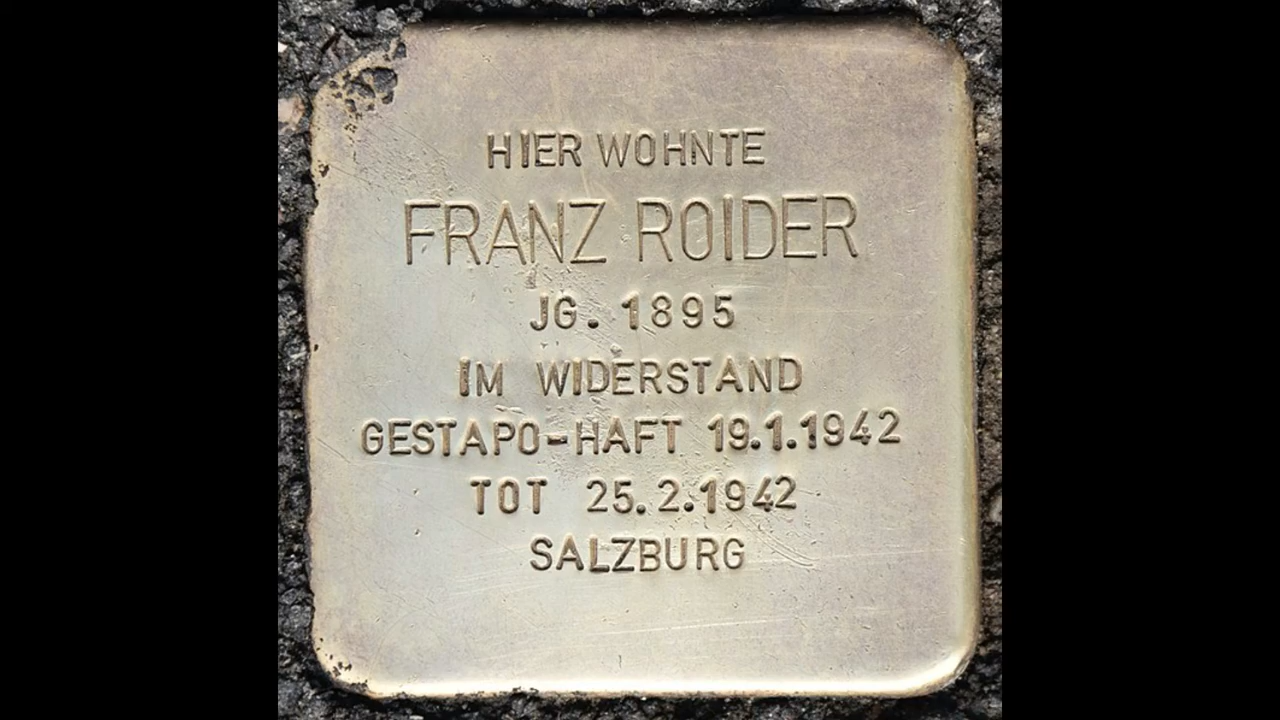 HIER WOHNTE
FRANZ ROIDER
JG. 1895
IM WIDERSTAND
GESTAPO-HAFT 19.1.1942
TOT 25.2.1942
SALZBURG